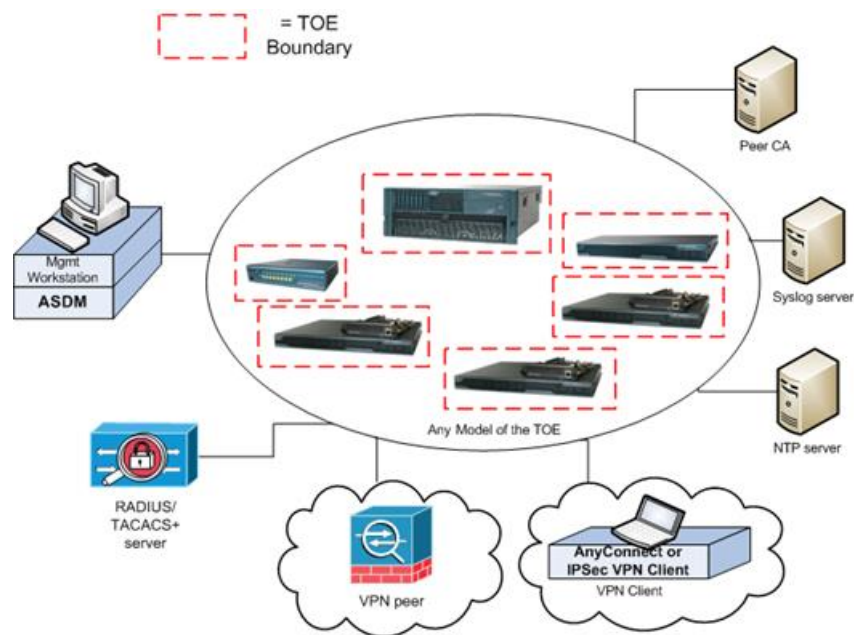 = TOE
Boundary
Peer CA
Mgmt
Workstation
ASDM
Syslog server
Any Model of the TOE
NTP server
RADIUS/
TACACS+
server
VPN peer
AnyConnect or
IPSec VPN Client
VPN Client